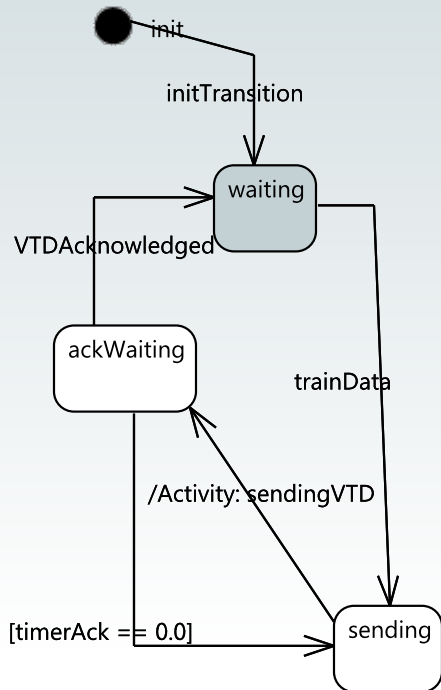 init
initTransition
waiting
VTDAcknowledged
ackWaiting
trainData
/Activity: sendingVTD
[timerAck == 0.0]
sending